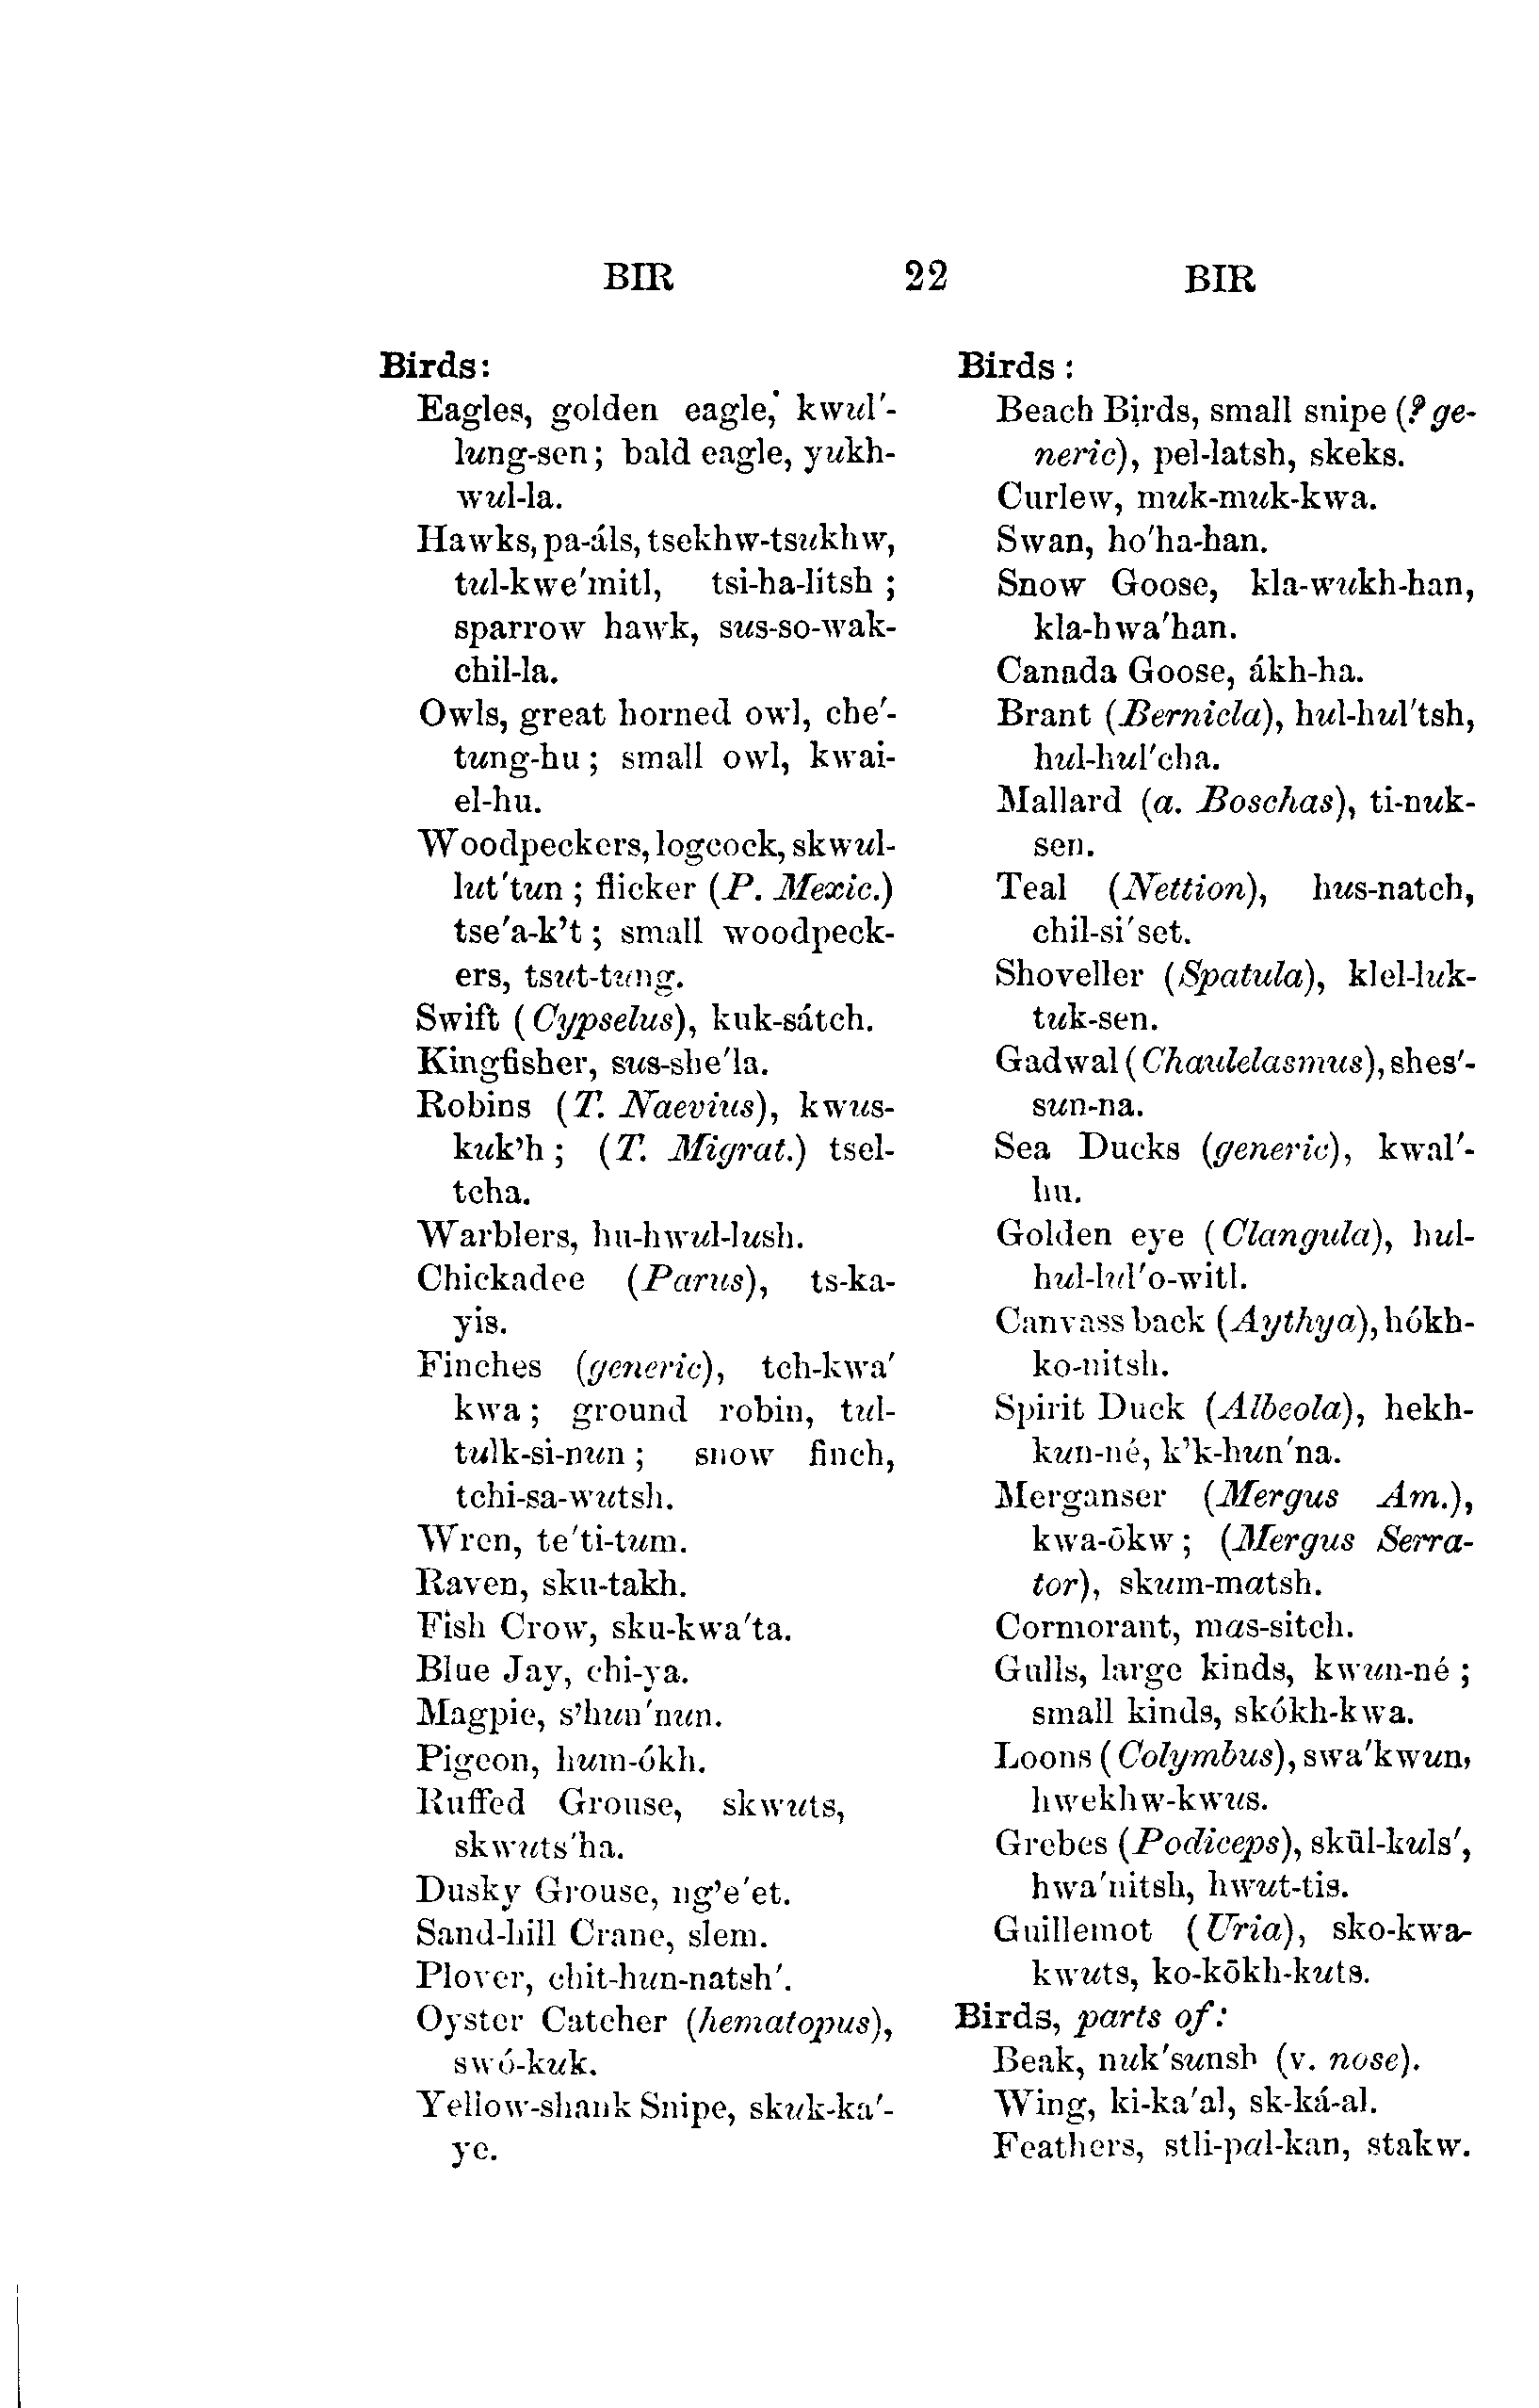 BIR 22 BIR
Birds:
Eagles, golden eagle, kwul'-
lung-sen; bald eagle, yukh-
wul-la.
Hawks, pa-áls, tsekhw-tsukhw,
tul-kwe'mitl, tsi-ha-litsh;
sparrow hawk, sus-so-wak-
chil-la.
Owls, great horned owl, che'-
tung-hu; small owl, kwai-
el-hu.
Woodpeckers, logcock, skwul-
lut'tun; flicker (P. Mexic.)
tse'a-k't; small woodpeck-
ers, tsut-tung.
Swift (Cypselus), kuk-sátch.
Kingfisher, sus-she'la.
Robins (T. Naevius), kwus-
kuk'h; (T. Migrat.) tsel-
tcha.
Warblers, hu-hwul-lush.
Chickadee (Parus), ts-ka-
yis.
Finches (generic), tch-kwa'
kwa; ground robin, tul-
tulk-si-nun; snow finch,
tchi-sa-wutsh.
Wren, te'ti-tum.
Raven, sku-takh.
Fish Crow, sku-kwa'ta.
Blue Jay, chi-ya.
Magpie, s'hun'nun.
Pigeon, hum-ókh.
Ruffed Grouse, skwuts,
skwuts'ha.
Dusky Grouse, ng'e'et.
Sand-hill Crane, slem.
Plover, chit-hun-natsh'.
Oyster Catcher (hematopus),
swó-kuk.
Yellow-shank Snipe, skuk-ka'-
ye.
Birds:
Beach Birds, small snipe (? ge-
neric), pel-latsh, skeks.
Curlew, muk-muk-kwa.
Swan, ho'ha-han.
Snow Goose, kla-wukh-han,
kla-hwa'han.
Canada Goose, ákh-ha.
Brant (Bernicla), hul-hul'tsh,
hul-hul'cha.
Mallard (a. Boschas), ti-nuk-
sen.
Teal (Nettion), hus-natch,
chil-si'set.
Shoveller (Spatula), klel-luk-
tuk-sen.
Gadwal (Chaulelasmus), shes'-
sun-na.
Sea Ducks (generic), kwal'-
hu.
Golden eye (Clangula), hul-
hul-lul'o-witl.
Canvass back (Aythya), hókh-
ko-nitsh.
Spirit Duck (Albeola), hekh-
kun-né, k'k-hun'na.
Merganser (Mergus Am.),
kwa-ōkw; (Mergus Serra-
tor), skum-matsh.
Cormorant, mas-sitch.
Gulls, large kinds, kwun-né;
small kinds, skókh-kwa.
Loons (Colymbus), swa'kwun,
hwekhw-kwus.
Grebes (Podiceps), skūl-kuls',
hwa'nitsh, hwut-tis.
Guillemot (Uria), sko-kwa-
kwuts, ko-kōkh-kuts.
Birds, parts of:
Beak, nuk'sunsh (v. nose).
Wing, ki-ka'al, sk-ká-al.
Feathers, stli-pal-kan, stakw.